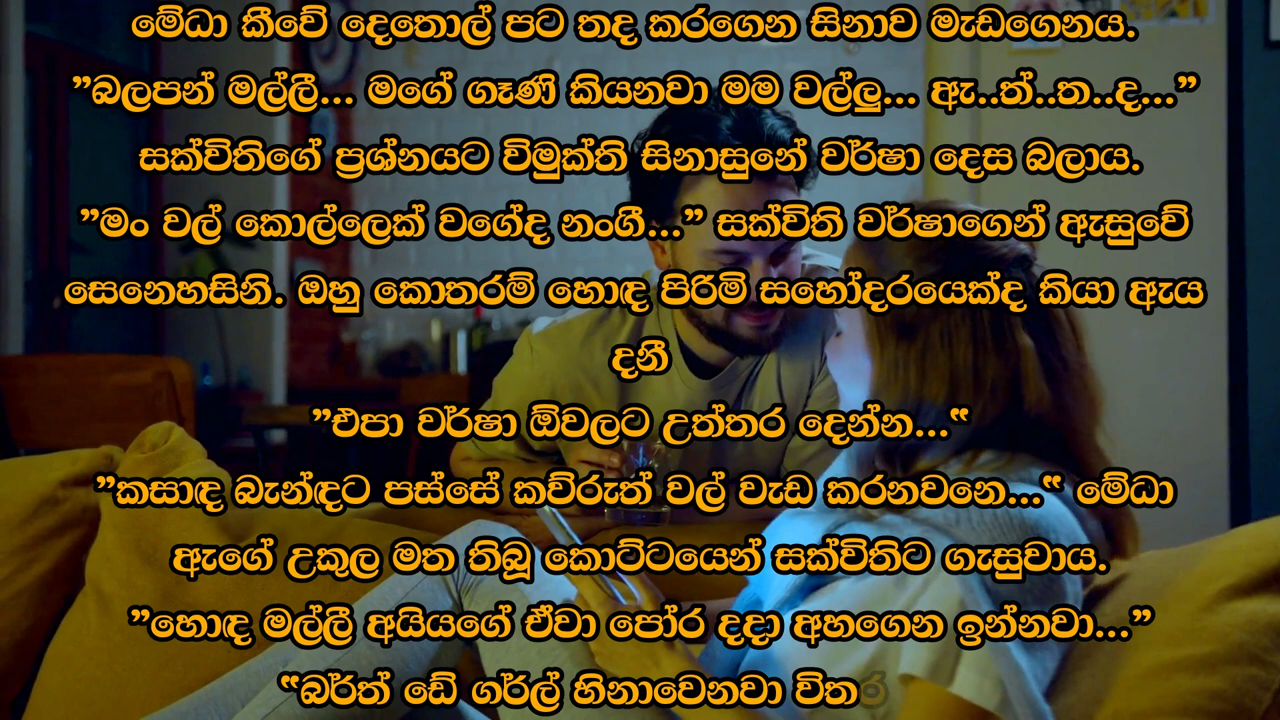 මේධා කීවේ දෙතොල් පට තද කරගෙන සිනාව මැඩගෙනය.
”බලපන් මල්ලී... මගේ ගෑණි කියනවා මම වල්ලු... ඇ..ත්..ත..ද...”
සක්විතිගේ ප්‍රශ්නයට විමුක්ති සිනාසුනේ වර්ෂා දෙස බලාය.
”මං වල් කොල්ලෙක් වගේද නංගී...” සක්විති වර්ෂාගෙන් ඇසුවේ
සෙනෙහසිනි. ඔහු කොතරම් හොඳ පිරිමි සහෝදරයෙක්ද කියා ඇය
දනී
”එපා වර්ෂා ඕවලට උත්තර දෙන්න...‟
”කසාඳ බැන්ඳට පස්සේ කව්රුත් වල් වැඩ කරනවනෙ...‟ මේධා
ඇගේ උකුල මත තිබූ කොට්ටයෙන් සක්විතිට ගැසුවාය.
”හොඳ මල්ලී අයියගේ ඒවා පෝර දදා අහගෙන ඉන්නවා...”
‟බර්ත් ඩේ ගර්ල් හිනාවෙනවා විතර